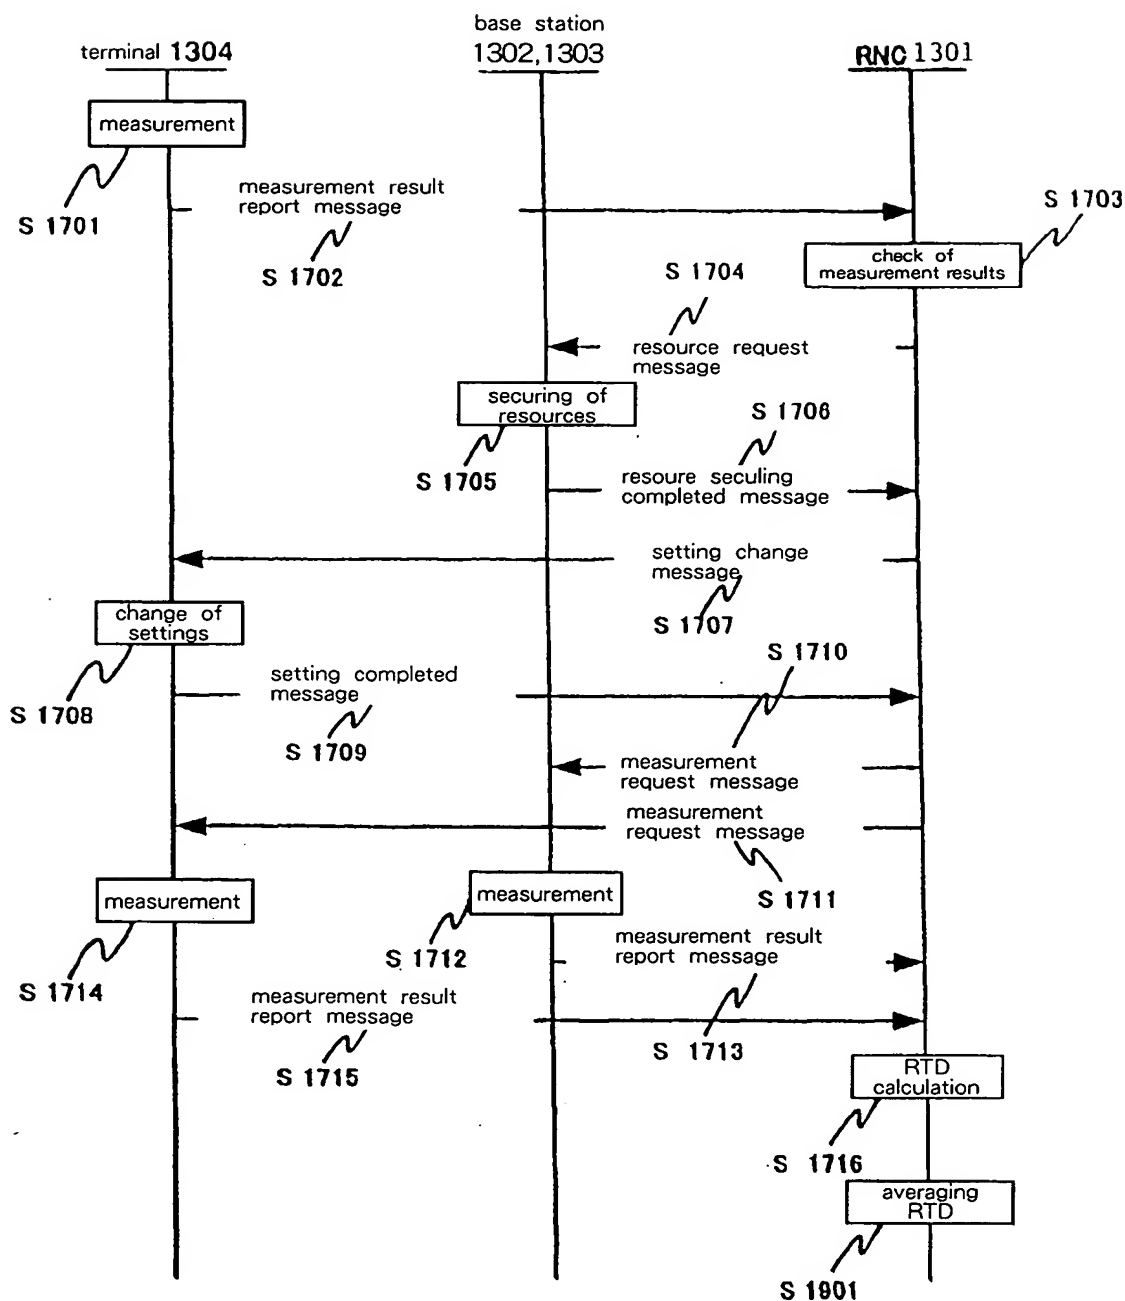 base station
terminal 1304
1302,1303
RNC 1301
measurement
S 1701
measurement result
report message
S 1702
S 1703
check of
measurement results
S 1704
resource request
message
securing of
resources
S 1705
S 1706
resoure seculing
completed message
setting change
message
S 1707
change of
settings
S 1708
setting completed
message
S 1709
S 1710
measurement
request message
measurement
request message
S 1711
measurement
S 1714
measurement
S 1712
measurement result
report message
S 1713
measurement result
report message
S 1715
RTD
calculation
S 1716
averaging
RTD
S 1901